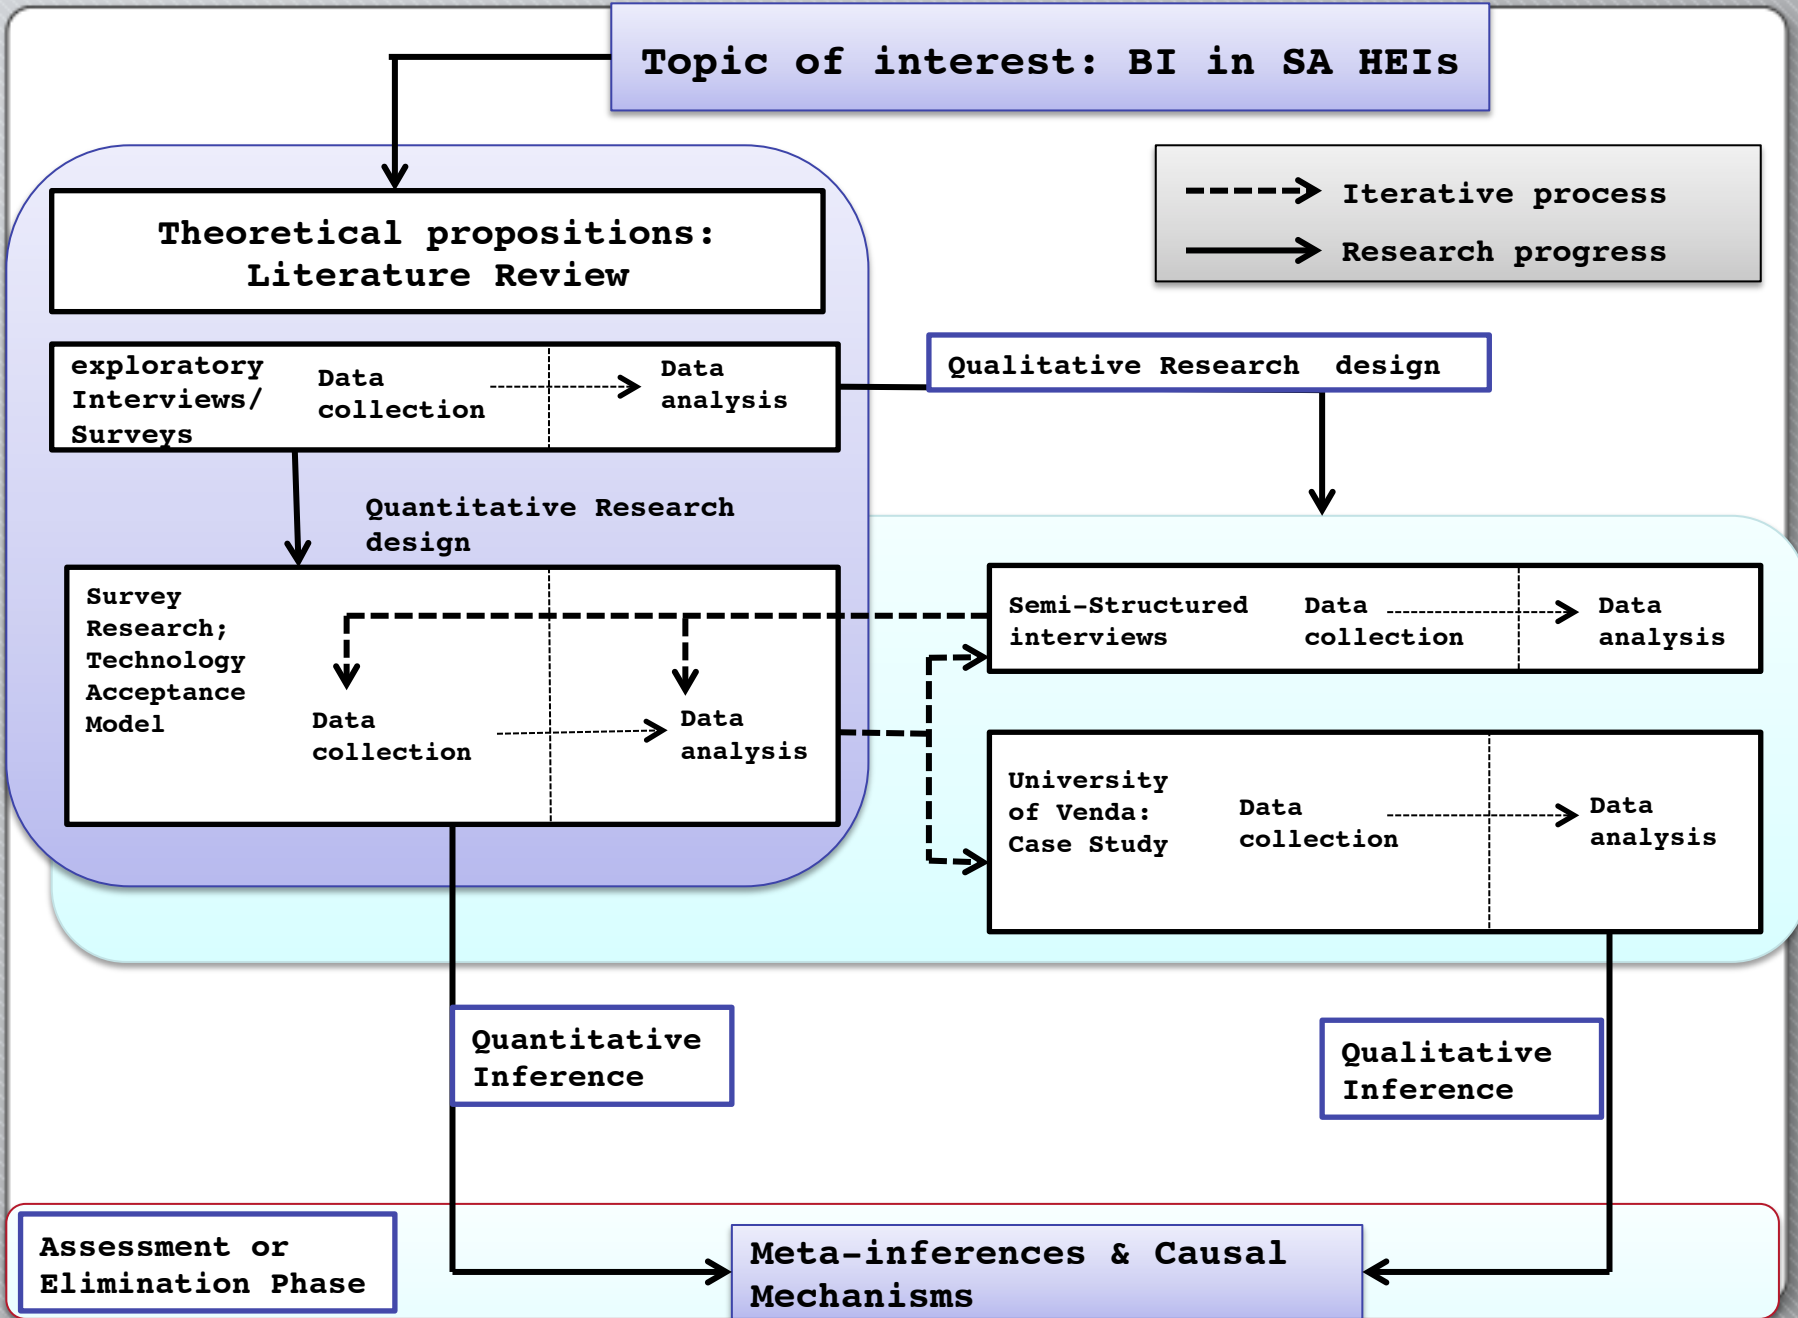 Topic of interest: BI in SA HEIs
Iterative process
Research progress
Theoretical propositions:
Literature Review
exploratory
Interviews/
Surveys
Data
collection
Data
analysis
Qualitative Research design
Quantitative Research
design
Survey
Research;
Technology
Acceptance
Model
Data
collection
Data
analysis
Semi-Structured
interviews
Data
collection
Data
analysis
University
of Venda:
Case Study
Data
collection
Data
analysis
Quantitative
Inference
Qualitative
Inference
Assessment or
Elimination Phase
Meta-inferences & Causal
Mechanisms